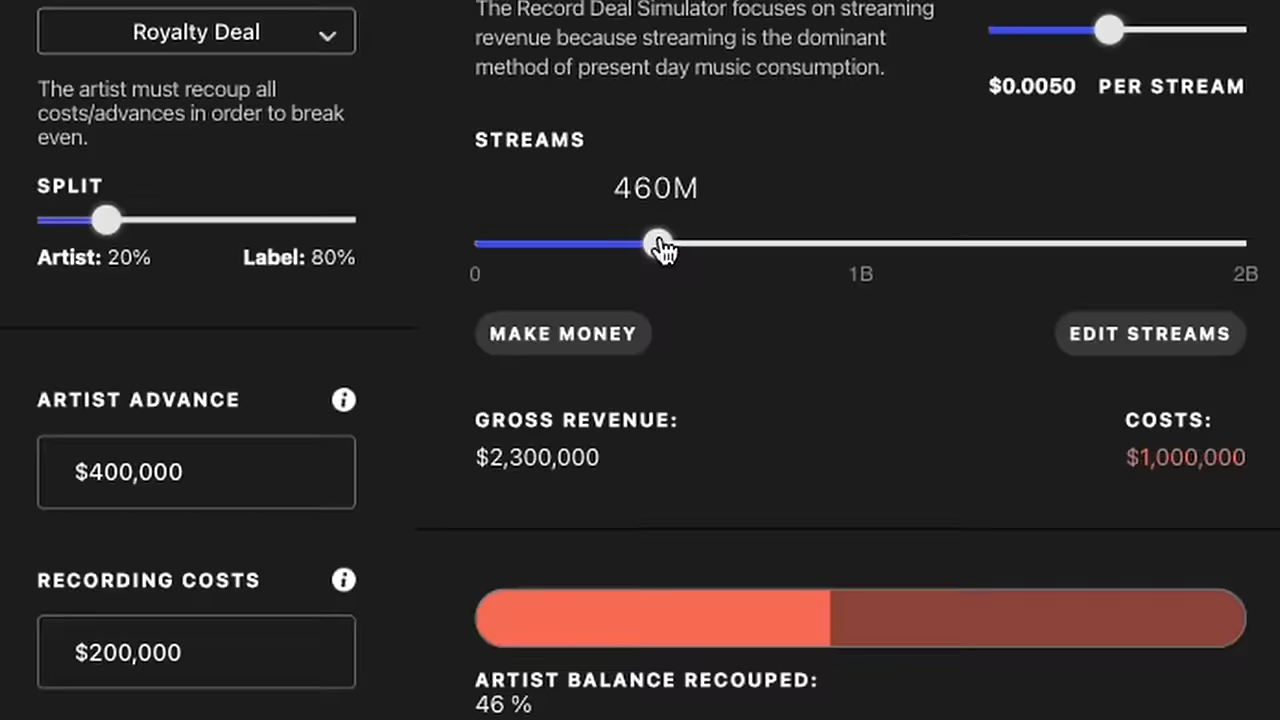 Royalty Deal
The artist must recoup all
costs/advances in order to break
even.
SPLIT
Artist: 20%
Label: 80%
ARTIST ADVANCE
$400,000
RECORDING COSTS
$200,000
The Record Deal Simulator focuses on streaming
revenue because streaming is the dominant
method of present day music consumption.
$0.0050 PER STREAM
STREAMS
460M
0
1B
2B
MAKE MONEY
EDIT STREAMS
GROSS REVENUE:
$2,300,000
COSTS:
$1,000,000
ARTIST BALANCE RECOUPED:
46 %